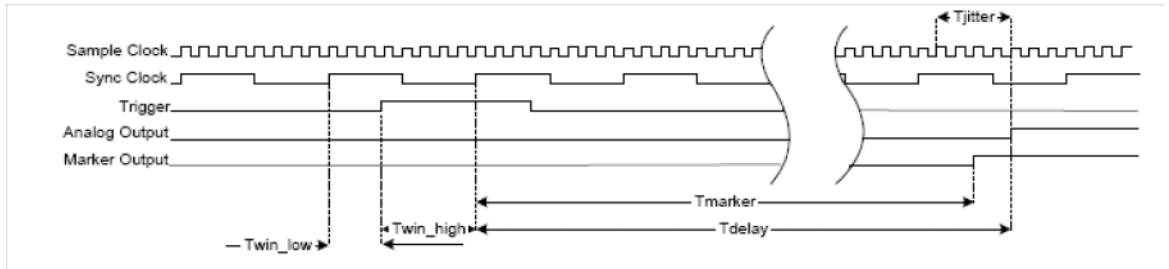 Tjitter
Sample Clock
Sync Clock
Trigger
Analog Output
Marker Output
Tmarker
Twin_high
Tdelay
Twin_low